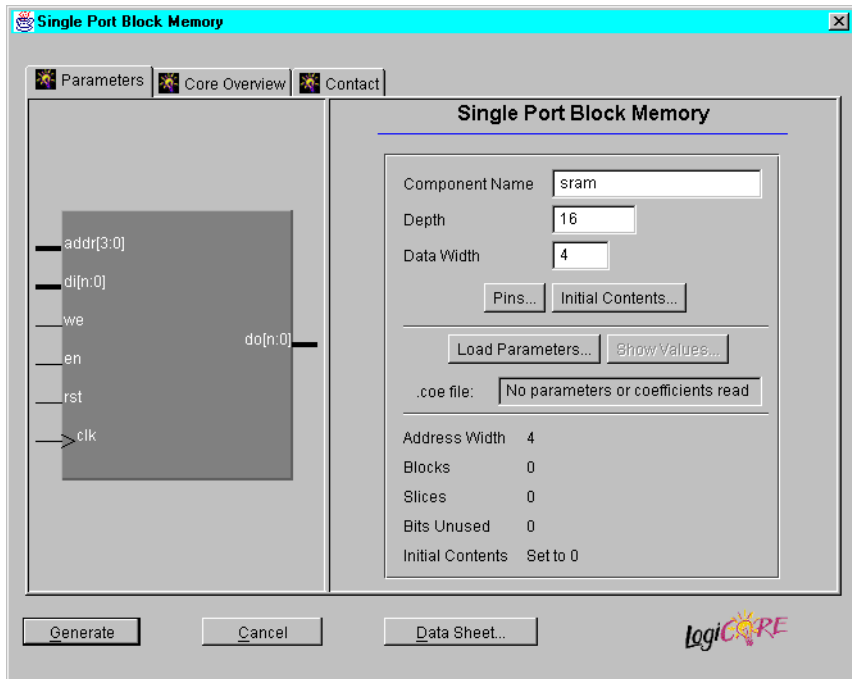 Single Port Block Memory
Parameters
Core Overview
Contact
addr[3:0]
di[n:0]
we
en
rst
clk
do[n:0]
Single Port Block Memory
Component Name sram
Depth 16
Data Width 4
Pins... Initial Contents...
Load Parameters... Show Values...
.coe file: No parameters or coefficients read
Address Width 4
Blocks 0
Slices 0
Bits Unused 0
Initial Contents Set to 0
Generate Cancel Data Sheet... LogiCORE